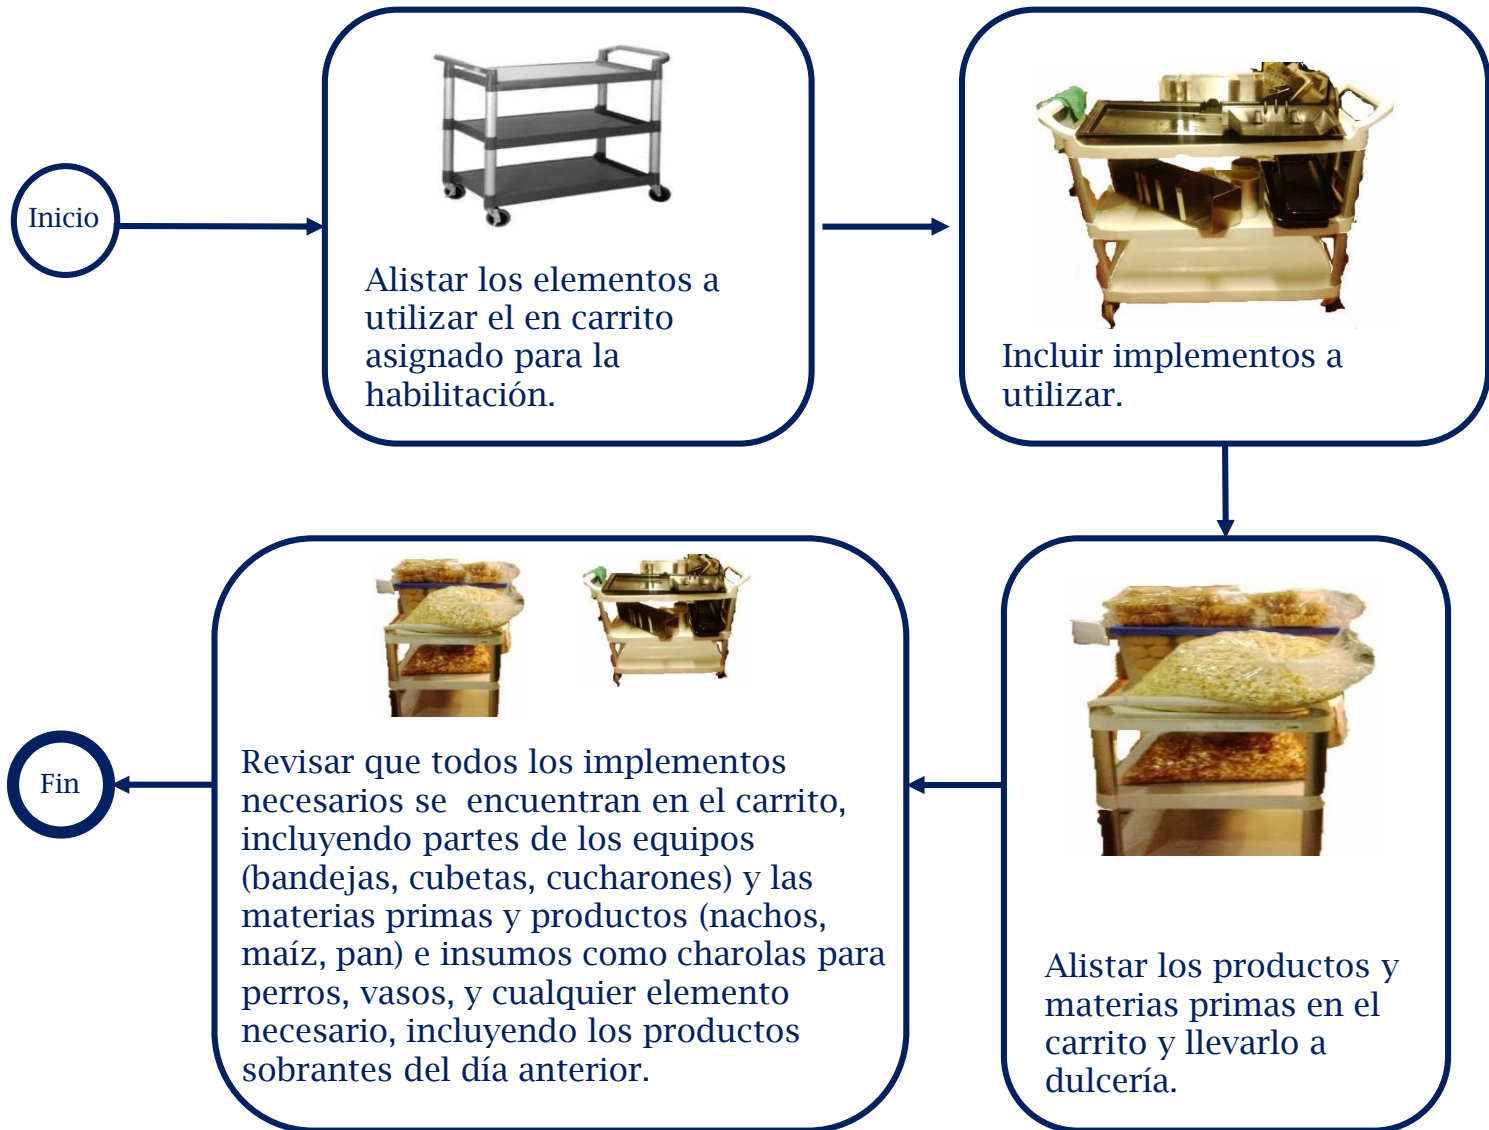 Inicio
Alistar los elementos a
utilizar el en carrito
asignado para la
habilitación.
Incluir implementos a
utilizar.
Alistar los productos y
materias primas en el
carrito y llevarlo a
dulcería.
Revisar que todos los implementos
necesarios se  encuentran en el carrito,
incluyendo partes de los equipos
(bandejas, cubetas, cucharones) y las
materias primas y productos (nachos,
maíz, pan) e insumos como charolas para
perros, vasos, y cualquier elemento
necesario, incluyendo los productos
sobrantes del día anterior.
Fin